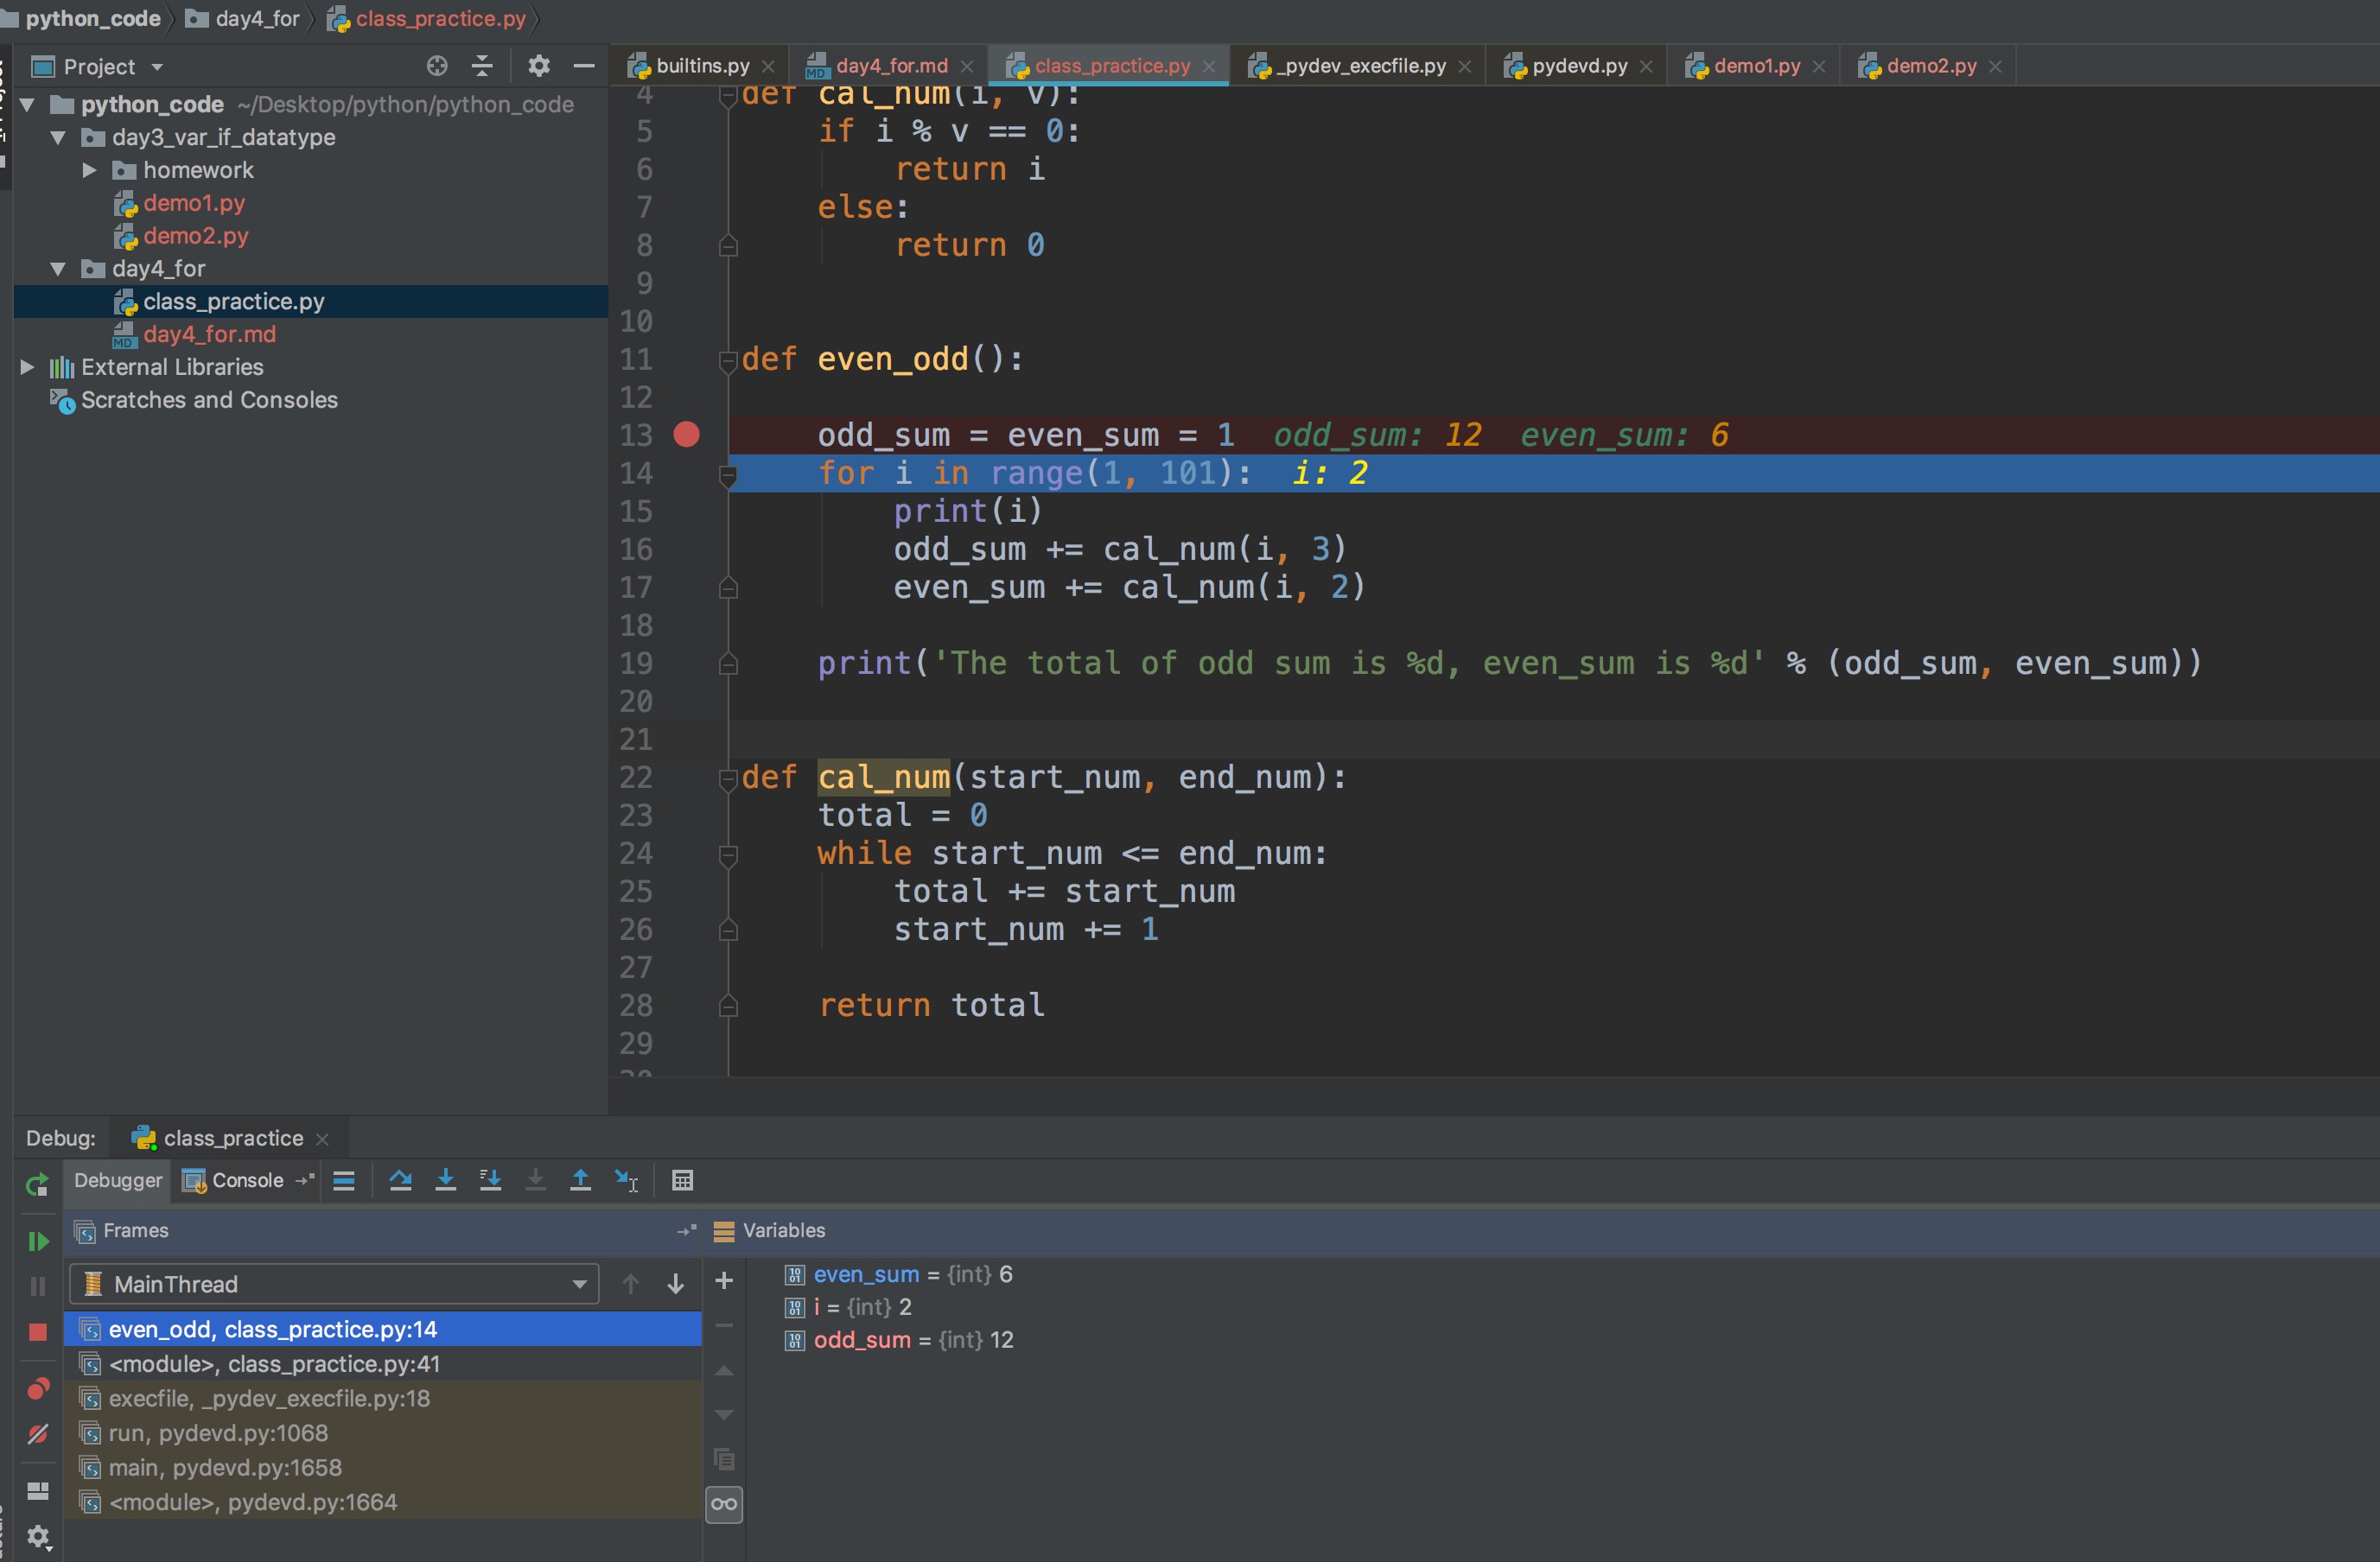 python_code day4_for class_practice.py
Project
builtins.py day4_for.md class_practice.py _pydev_execfile.py pydevd.py demo1.py demo2.py
python_code ~/Desktop/python/python_code
day3_var_if_datatype
homework
demo1.py
demo2.py
day4_for
class_practice.py
MD day4_for.md
External Libraries
Scratches and Consoles
4 def cal_num(i, v):
5 if i % v == 0:
6 return i
7 else:
8 return 0
9
10
11 def even_odd():
12
13 odd_sum = even_sum = 1 odd_sum: 12 even_sum: 6
14 for i in range(1, 101): i: 2
15 print(i)
16 odd_sum += cal_num(i, 3)
17 even_sum += cal_num(i, 2)
18
19 print('The total of odd sum is %d, even_sum is %d' % (odd_sum, even_sum))
20
21
22 def cal_num(start_num, end_num):
23 total = 0
24 while start_num <= end_num:
25 total += start_num
26 start_num += 1
27
28 return total
29
Debug: class_practice
Debugger Console
Frames
Variables
MainThread
even_odd, class_practice.py:14
<module>, class_practice.py:41
execfile, _pydev_execfile.py:18
run, pydevd.py:1068
main, pydevd.py:1658
<module>, pydevd.py:1664
even_sum = {int} 6
i = {int} 2
odd_sum = {int} 12